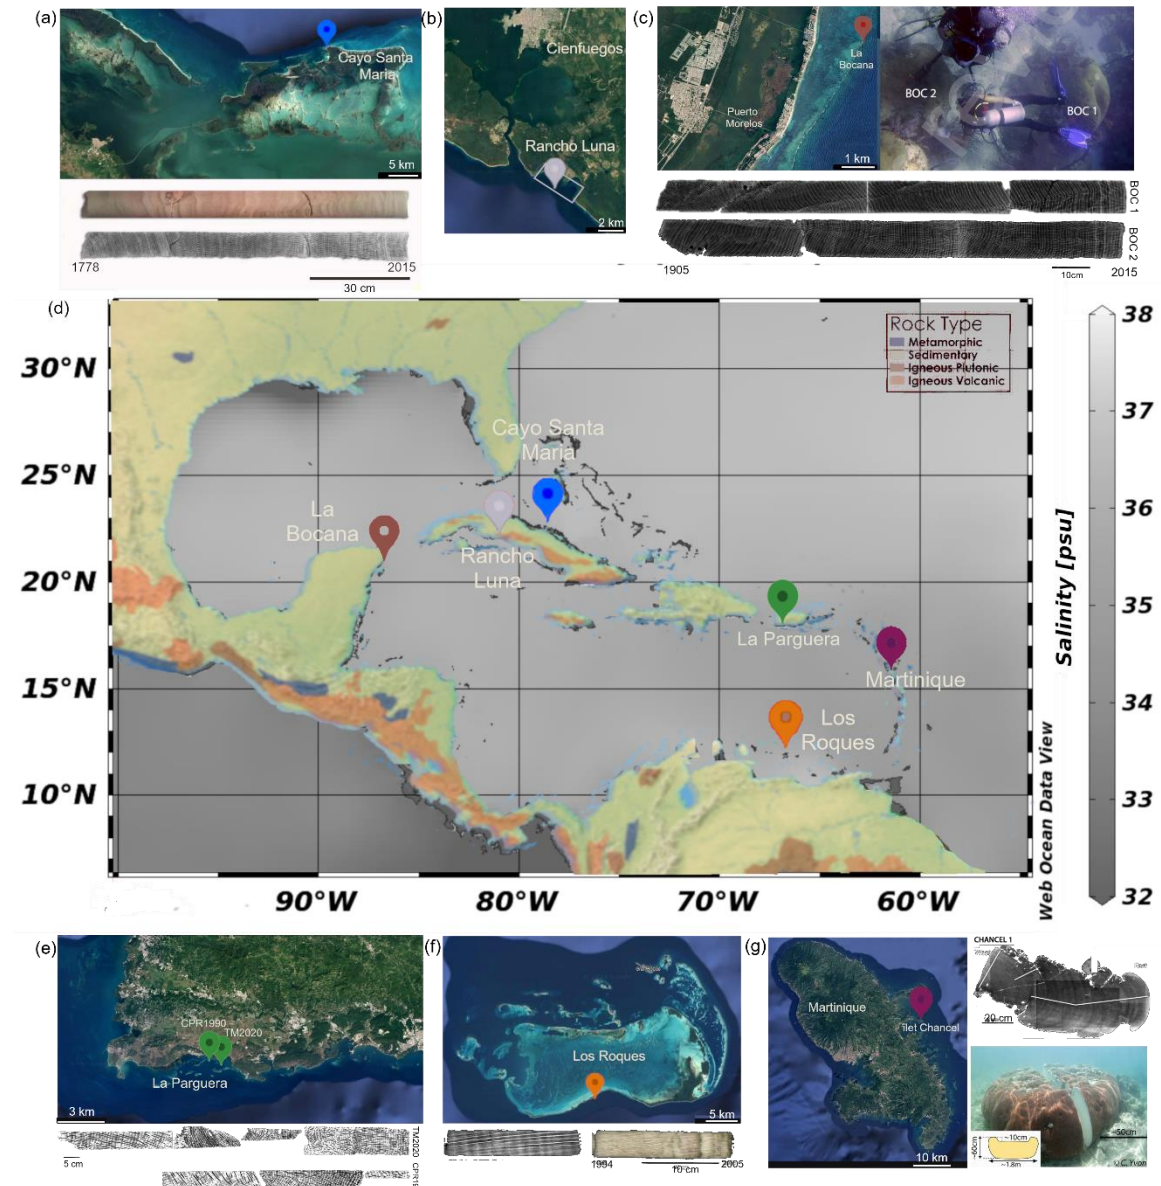 (a)
Cayo Santa
Maria
5 km
1778
2015
30 cm
(b)
Cienfuegos
Rancho Luna
2 km
(c)
La
Bocana
Puerto
Morelos
1 km
BOC 2
BOC 1
BOC 1
BOC 2
1905
10cm
2015
(d)
30°N
25°N
20°N
15°N
10°N
90°W
80°W
70°W
60°W
Rock Type
Metamorphic
Sedimentary
Igneous Plutonic
Igneous Volcanic
Cayo Santa
Maria
La
Bocana
Rancho
Luna
La Parguera
Martinique
Los
Roques
Web Ocean Data View
Salinity [psu]
38
37
36
35
34
33
32
(e)
CPR1990
TM2020
La Parguera
3 km
TM2020
5 cm
(f)
Los Roques
5 km
1994
10 cm
2005
(g)
Martinique
îlet Chancel
10 km
CHANCEL 1
20 cm
~50cm
~10cm
~60cm
~1.8m
© C. Yvon